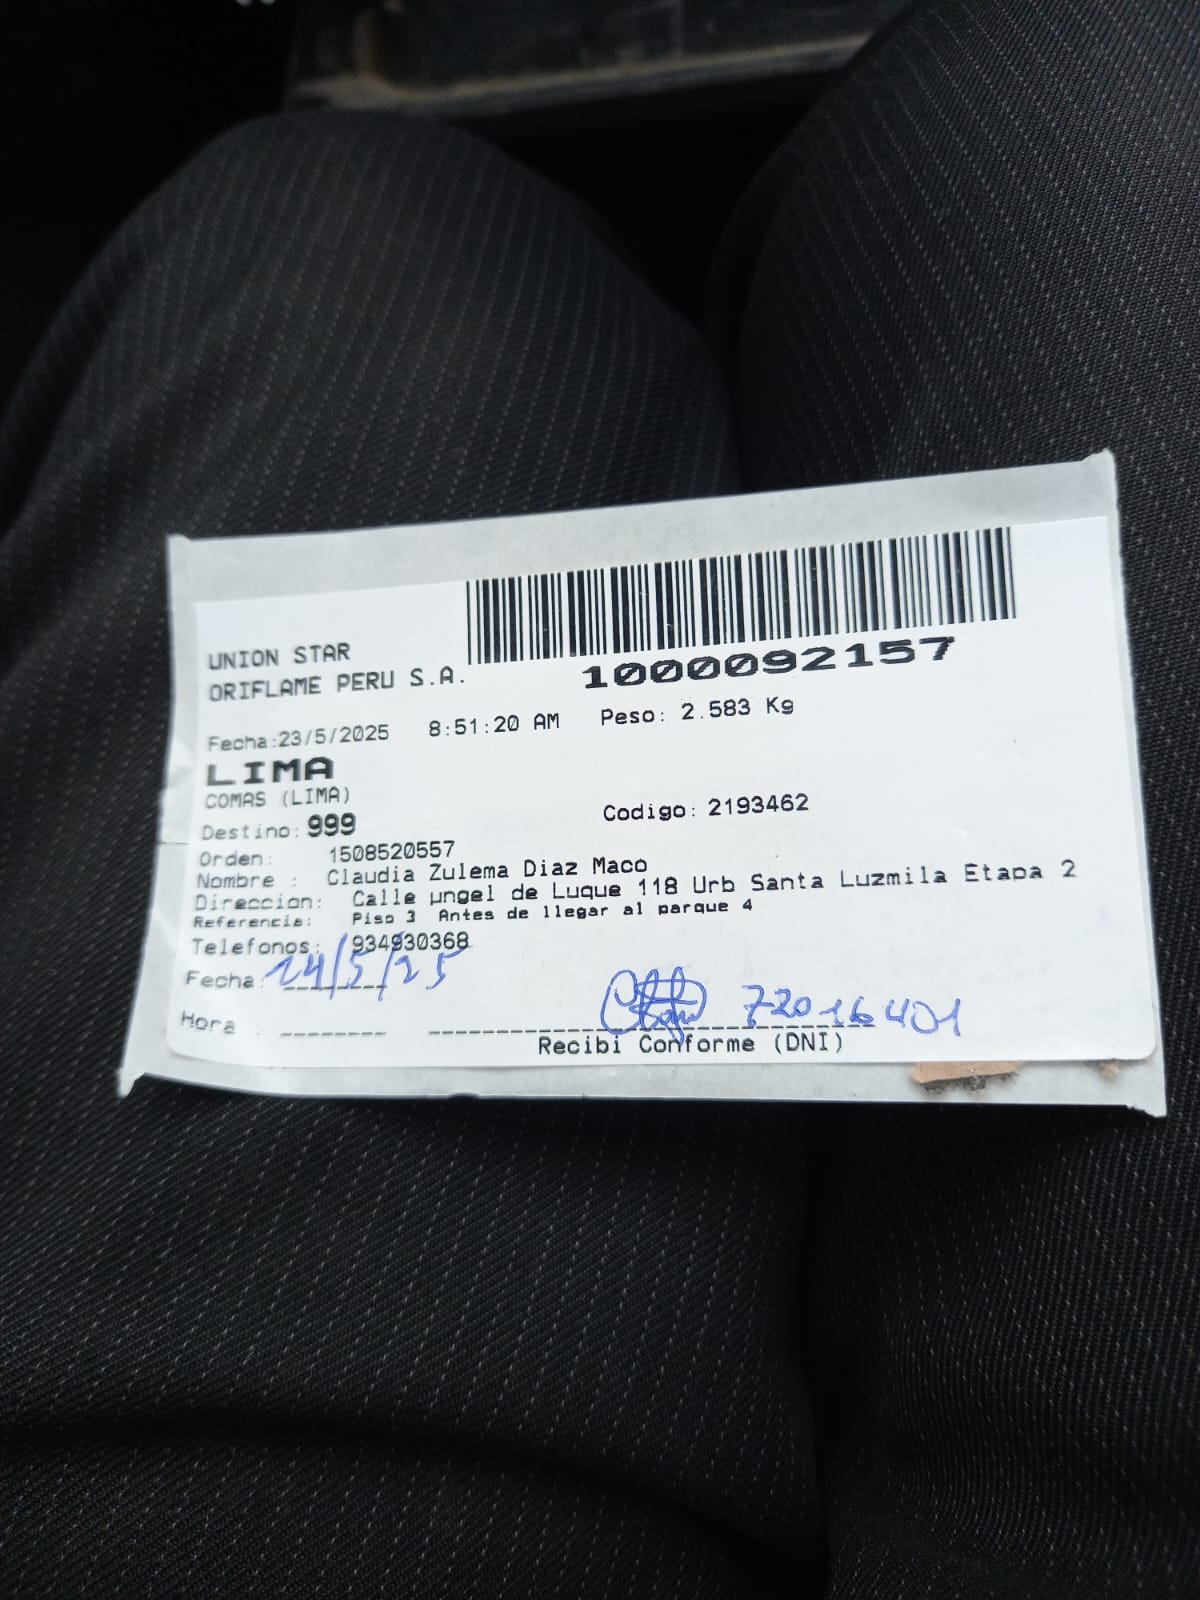 UNION STAR
ORIFLAME PERU S.A.
1000092157
Fecha:23/5/2025 8:51:20 AM Peso: 2.583 Kg
LIMA
COMAS (LIMA)
Destino: 999 Codigo: 2193462
Orden: 1508520557
Nombre : Claudia Zulema Diaz Maco
Direccion: Calle µngel de Luque 118 Urb Santa Luzmila Etapa 2
Referencia: Piso 3 Antes de llegar al parque 4
Telefonos: 934930368
Fecha: 24/5/25
72016401
Hora
Recibi Conforme (DNI)